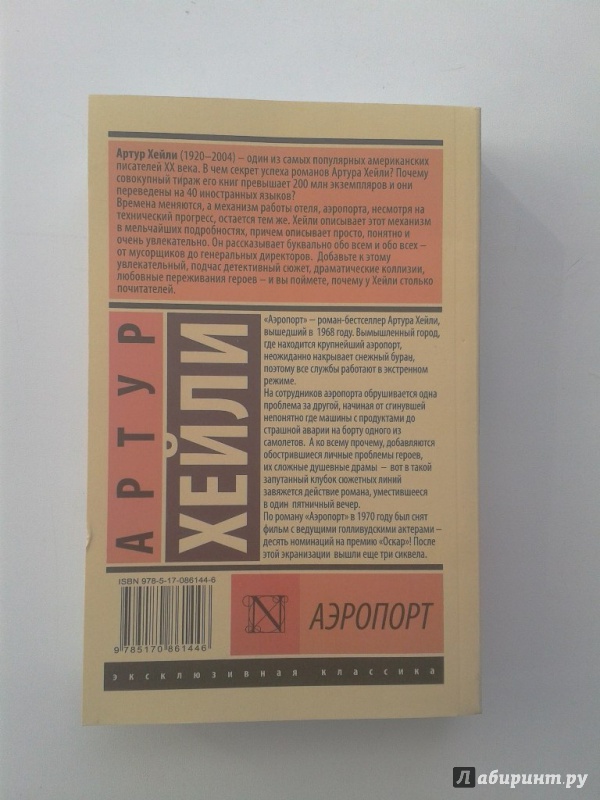 Артур Хейли (1920–2004) – один из самых популярных американских
писателей XX века. В чем секрет успеха романов Артура Хейли? Почему
совокупный тираж его книг превышает 200 млн экземпляров и они
переведены на 40 иностранных языков?
Времена меняются, а механизм работы отеля, аэропорта, несмотря на
технический прогресс, остается тем же. Хейли описывает этот механизм
в мельчайших подробностях, причем описывает просто, понятно и
очень увлекательно. Он рассказывает буквально обо всем и обо всех –
от мусорщиков до генеральных директоров. Добавьте к этому
увлекательный, подчас детективный сюжет, драматические коллизии,
любовные переживания героев – и вы поймете, почему у Хейли столько
почитателей.
АРТУР
ХЕЙЛИ
«Аэропорт» – роман-бестселлер Артура Хейли,
вышедший в 1968 году. Вымышленный город,
где находится крупнейший аэропорт,
неожиданно накрывает снежный буран,
поэтому все службы работают в экстренном
режиме.
На сотрудников аэропорта обрушивается одна
проблема за другой, начиная от сгинувшей
непонятно где машины с продуктами до
страшной аварии на борту одного из
самолетов. А ко всему прочему, добавляются
обострившиеся личные проблемы героев,
их сложные душевные драмы – вот в такой
запутанный клубок сюжетных линий
завяжется действие романа, уместившееся
в один пятничный вечер.
По роману «Аэропорт» в 1970 году был снят
фильм с ведущими голливудскими актерами –
десять номинаций на премию «Оскар»! После
этой экранизации вышли еще три сиквела.
ISBN 978-5-17-086144-6
9 785170 861446
N
АЭРОПОРТ
эксклюзивная классика
Лабиринт.ру